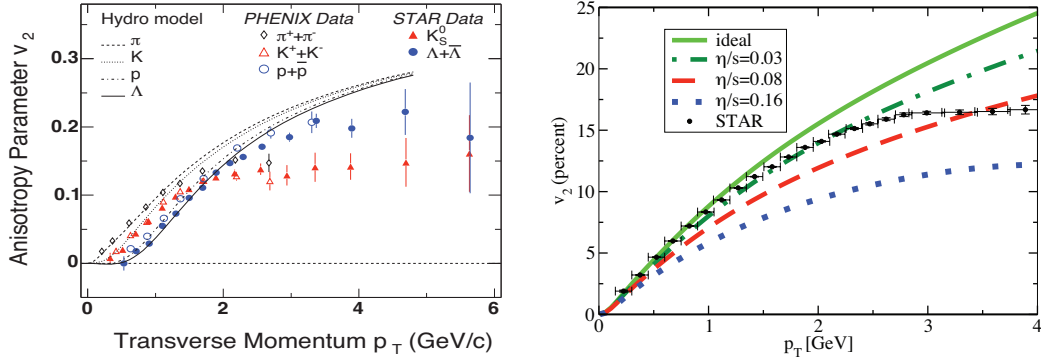 Hydro model
π
K
p
Λ
PHENIX Data
π⁺+π⁻
K⁺+K⁻
p+p̅
STAR Data
K⁰_S
Λ+Λ̅
Anisotropy Parameter v₂
0.3
0.2
0.1
0
0 2 4 6
Transverse Momentum p_T (GeV/c)
ideal
η/s=0.03
η/s=0.08
η/s=0.16
STAR
v₂ (percent)
25
20
15
10
5
0
0 1 2 3 4
p_T [GeV]